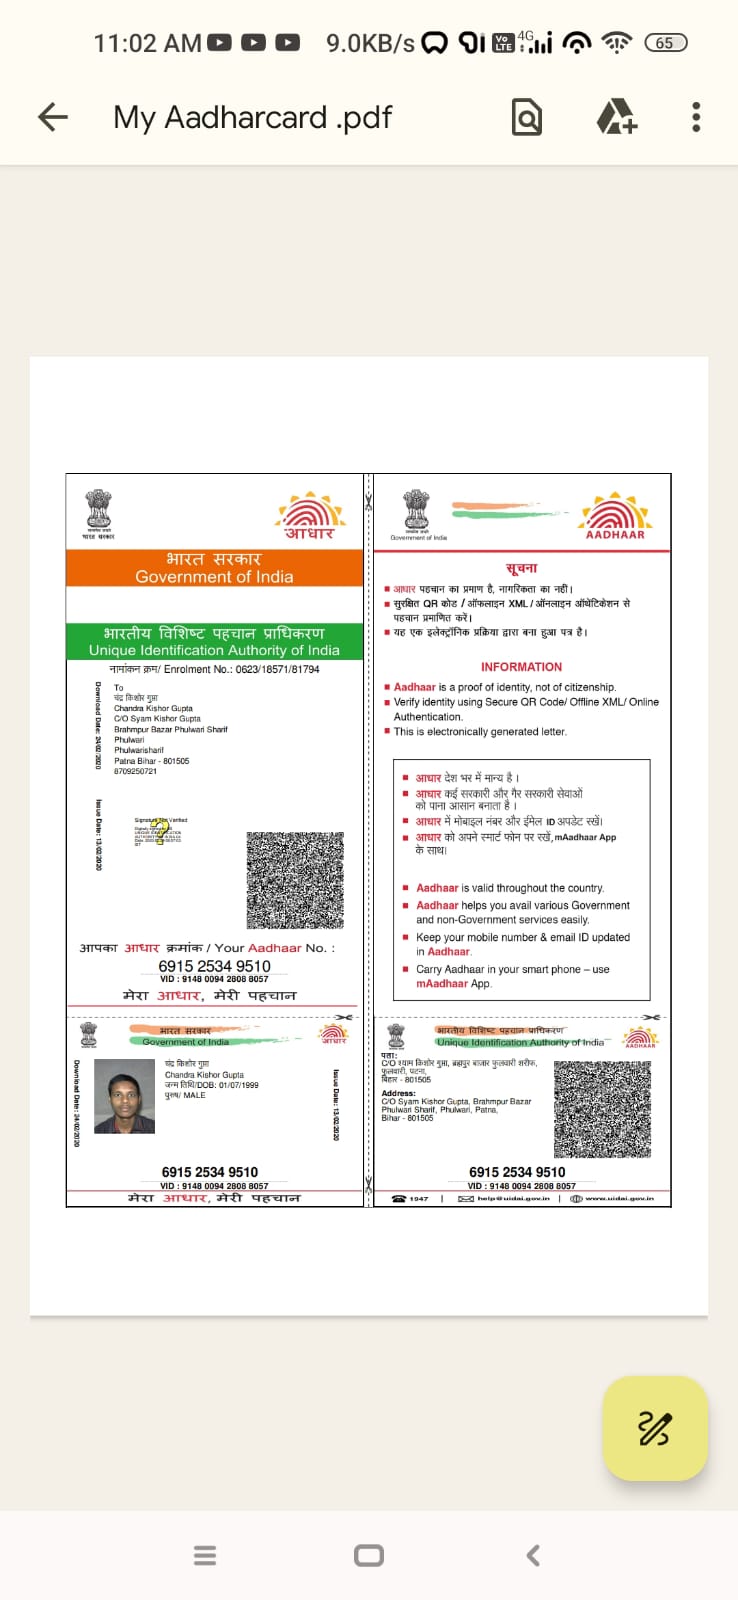 11:02 AM 9.0KB/s Vo LTE 4G 65
My Aadharcard .pdf
भारत सरकार
आधार
भारत सरकार
Government of India
भारतीय विशिष्ट पहचान प्राधिकरण
Unique Identification Authority of India
नामांकन क्रम/ Enrolment No.: 0623/18571/81794
Download Date: 24/02/2020
To
चंद्र किशोर गुप्ता
Chandra Kishor Gupta
C/O Syam Kishor Gupta
Brahmpur Bazar Phulwari Sharif
Phulwari
Phulwarisharif
Patna Bihar - 801505
8709250721
Issue Date: 13/02/2020
Signature Not Verified
आपका आधार क्रमांक / Your Aadhaar No. :
6915 2534 9510
VID : 9148 0094 2808 8057
मेरा आधार, मेरी पहचान
Government of India
AADHAAR
सूचना
आधार पहचान का प्रमाण है, नागरिकता का नहीं।
सुरक्षित QR कोड / ऑफलाइन XML / ऑनलाइन ऑथेंटिकेशन से
पहचान प्रमाणित करें।
यह एक इलेक्ट्रॉनिक प्रक्रिया द्वारा बना हुआ पत्र है।
INFORMATION
Aadhaar is a proof of identity, not of citizenship.
Verify identity using Secure QR Code/ Offline XML/ Online
Authentication.
This is electronically generated letter.
आधार देश भर में मान्य है ।
आधार कई सरकारी और गैर सरकारी सेवाओं
को पाना आसान बनाता है ।
आधार में मोबाइल नंबर और ईमेल ID अपडेट रखें।
आधार को अपने स्मार्ट फोन पर रखें, mAadhaar App
के साथ।
Aadhaar is valid throughout the country.
Aadhaar helps you avail various Government
and non-Government services easily.
Keep your mobile number & email ID updated
in Aadhaar.
Carry Aadhaar in your smart phone – use
mAadhaar App.
भारत सरकार
Government of India
आधार
Download Date: 24/02/2020
चंद्र किशोर गुप्ता
Chandra Kishor Gupta
जन्म तिथि/DOB: 01/07/1999
पुरुष/ MALE
Issue Date: 13/02/2020
6915 2534 9510
VID : 9148 0094 2808 8057
मेरा आधार, मेरी पहचान
भारतीय विशिष्ट पहचान प्राधिकरण
Unique Identification Authority of India
AADHAAR
पता:
C/O श्याम किशोर गुप्ता, ब्रह्मपुर बाजार फुलवारी शरीफ,
फुलवारी, पटना,
बिहार - 801505
Address:
C/O Syam Kishor Gupta, Brahmpur Bazar
Phulwari Sharif, Phulwari, Patna,
Bihar - 801505
6915 2534 9510
VID : 9148 0094 2808 8057
1947 | help@uidai.gov.in | www.uidai.gov.in